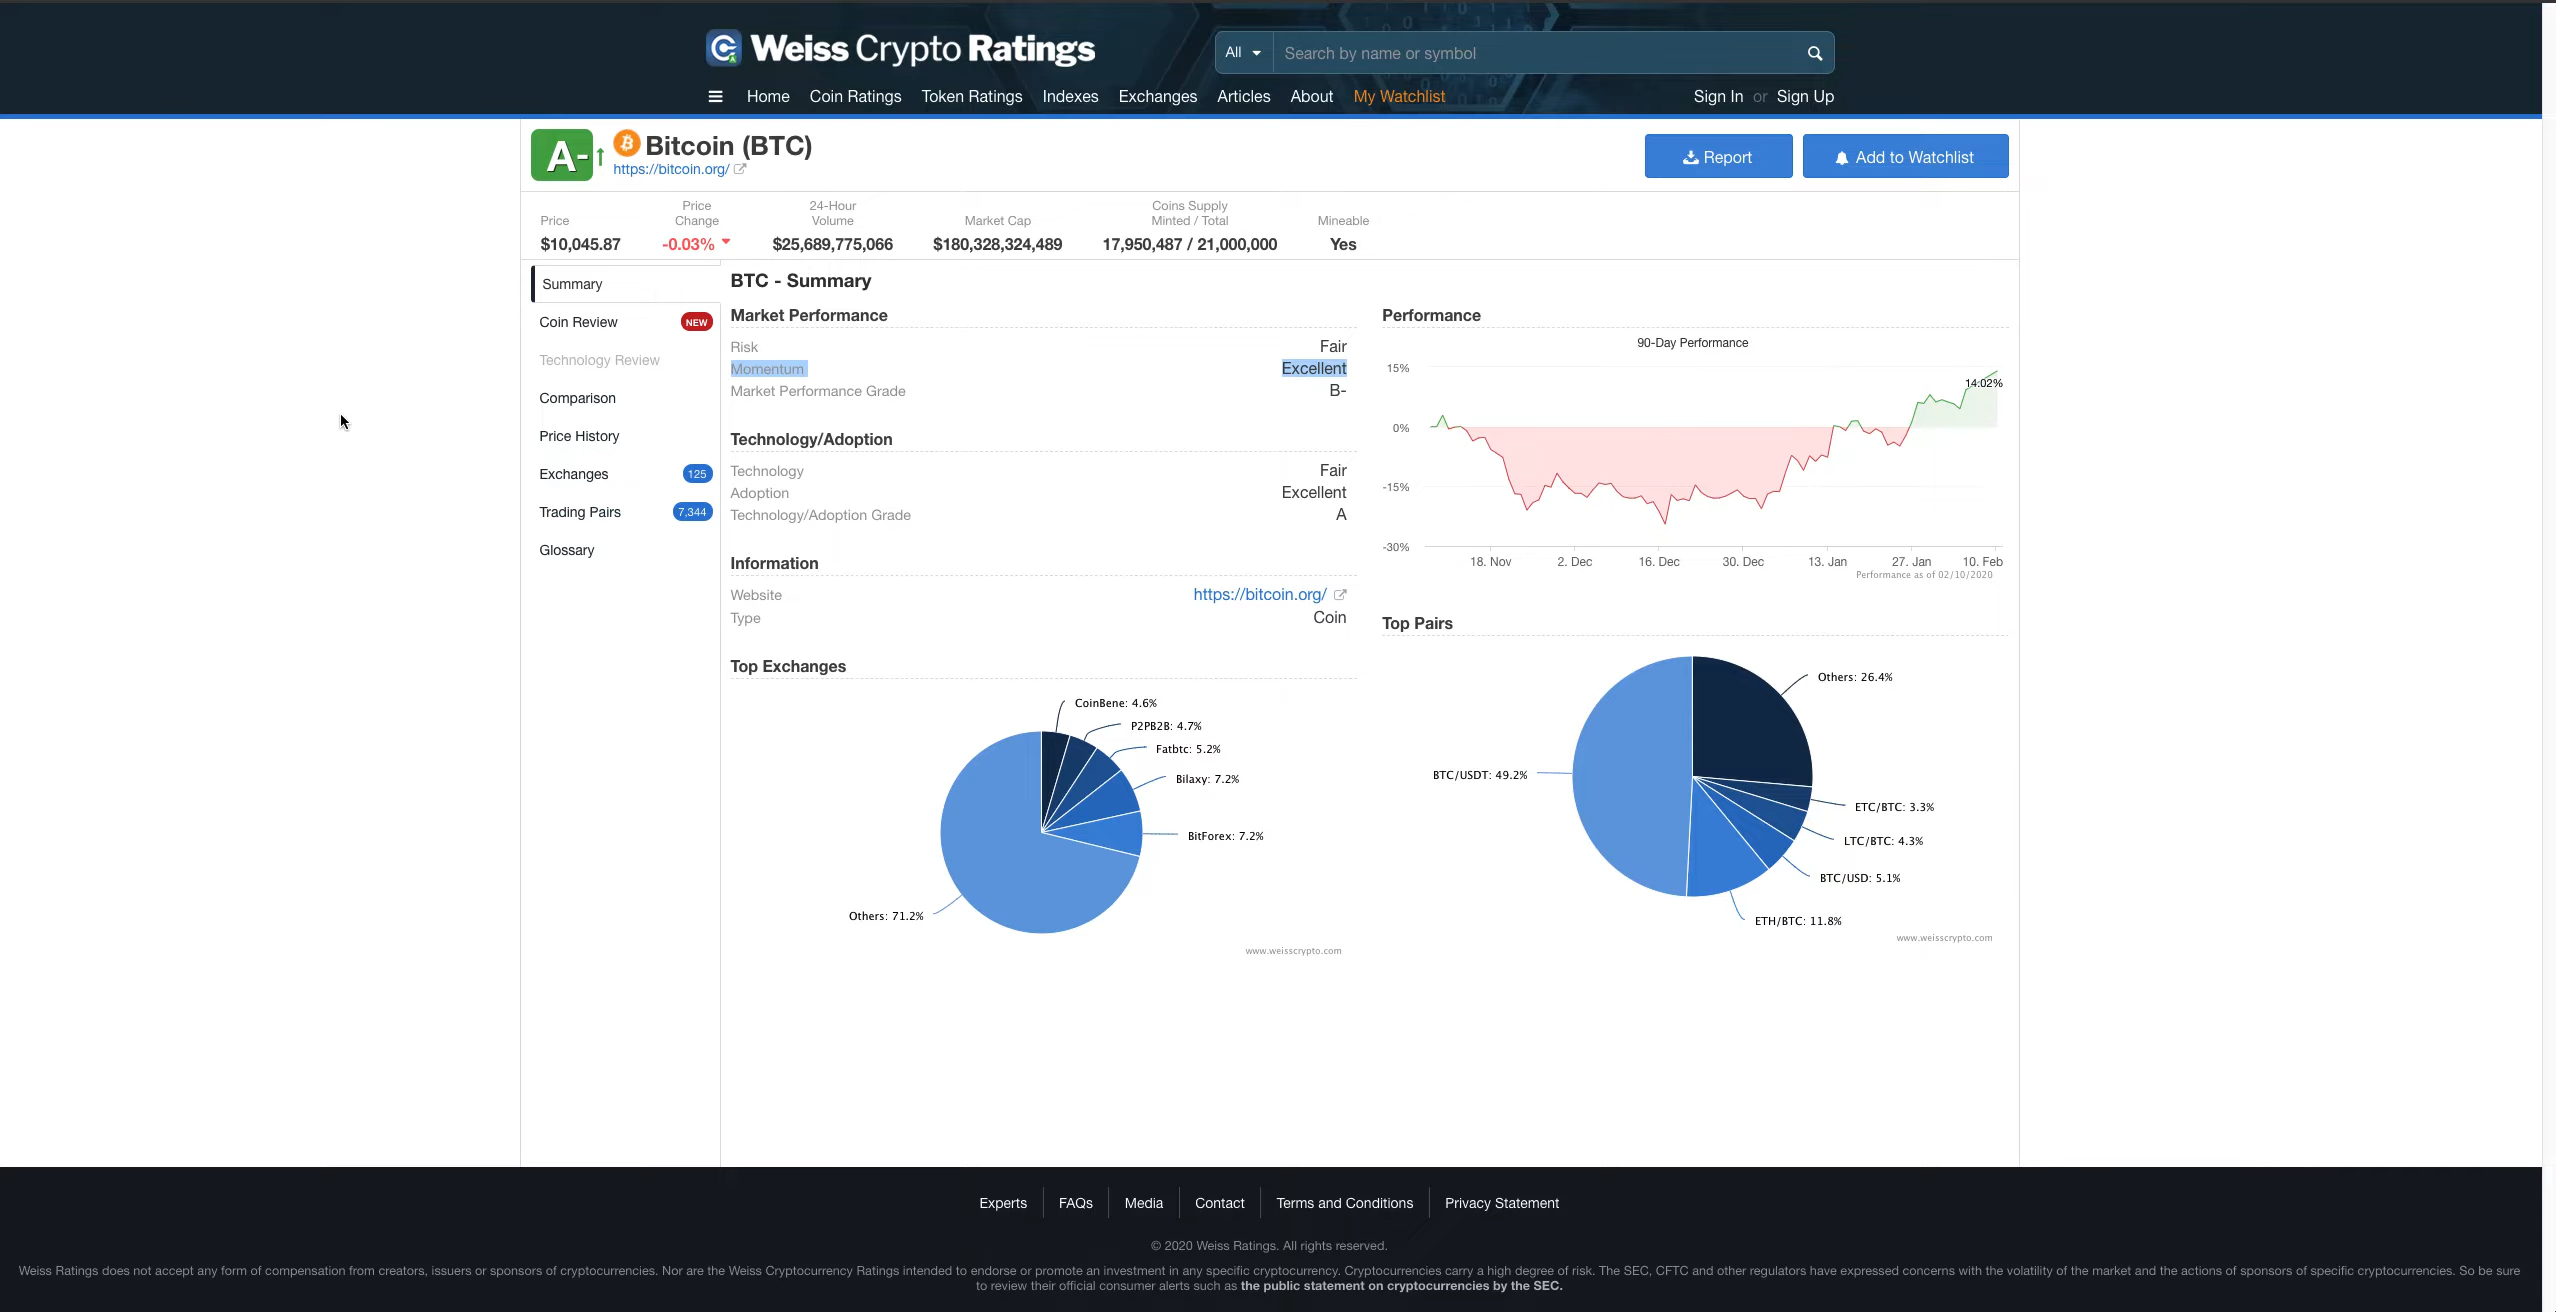 Weiss Crypto Ratings
All
Search by name or symbol
Home Coin Ratings Token Ratings Indexes Exchanges Articles About My Watchlist
Sign In or Sign Up
A-
Bitcoin (BTC)
https://bitcoin.org/
Report
Add to Watchlist
Price
$10,045.87
Price
Change
-0.03%
24-Hour
Volume
$25,689,775,066
Market Cap
$180,328,324,489
Coins Supply
Minted / Total
17,950,487 / 21,000,000
Mineable
Yes
Summary
Coin Review NEW
Technology Review
Comparison
Price History
Exchanges 125
Trading Pairs 7,344
Glossary
BTC - Summary
Market Performance
Risk Fair
Momentum Excellent
Market Performance Grade B-
Technology/Adoption
Technology Fair
Adoption Excellent
Technology/Adoption Grade A
Information
Website https://bitcoin.org/
Type Coin
Top Exchanges
CoinBene: 4.6%
P2PB2B: 4.7%
Fatbtc: 5.2%
Bilaxy: 7.2%
BitForex: 7.2%
Others: 71.2%
www.weisscrypto.com
Performance
90-Day Performance
15%
14.02%
0%
-15%
-30%
18. Nov 2. Dec 16. Dec 30. Dec 13. Jan 27. Jan 10. Feb
Performance as of 02/10/2020
Top Pairs
Others: 26.4%
BTC/USDT: 49.2%
ETC/BTC: 3.3%
LTC/BTC: 4.3%
BTC/USD: 5.1%
ETH/BTC: 11.8%
www.weisscrypto.com
Experts FAQs Media Contact Terms and Conditions Privacy Statement
© 2020 Weiss Ratings. All rights reserved.
Weiss Ratings does not accept any form of compensation from creators, issuers or sponsors of cryptocurrencies. Nor are the Weiss Cryptocurrency Ratings intended to endorse or promote an investment in any specific cryptocurrency. Cryptocurrencies carry a high degree of risk. The SEC, CFTC and other regulators have expressed concerns with the volatility of the market and the actions of sponsors of specific cryptocurrencies. So be sure
to review their official consumer alerts such as the public statement on cryptocurrencies by the SEC.